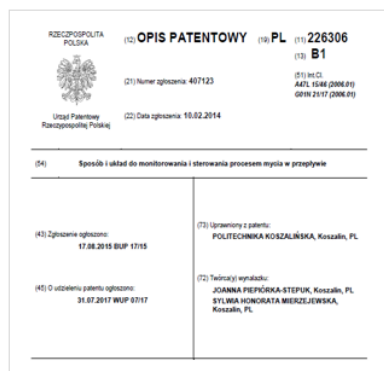 RZECZPOSPOLITA
POLSKA
Urząd Patentowy
Rzeczypospolitej Polskiej
(12) OPIS PATENTOWY (19) PL (11) 226306
(13) B1
(21) Numer zgłoszenia: 407123
(22) Data zgłoszenia: 10.02.2014
(51) Int.Cl.
A47L 15/46 (2006.01)
G01N 21/17 (2006.01)
(54) Sposób i układ do monitorowania i sterowania procesem mycia w przepływie
(43) Zgłoszenie ogłoszono:
17.08.2015 BUP 17/15
(45) O udzieleniu patentu ogłoszono:
31.07.2017 WUP 07/17
(73) Uprawniony z patentu:
POLITECHNIKA KOSZALIŃSKA, Koszalin, PL
(72) Twórca(y) wynalazku:
JOANNA PIEPIÓRKA-STEPUK, Koszalin, PL
SYLWIA HONORATA MIERZEJEWSKA,
Koszalin, PL